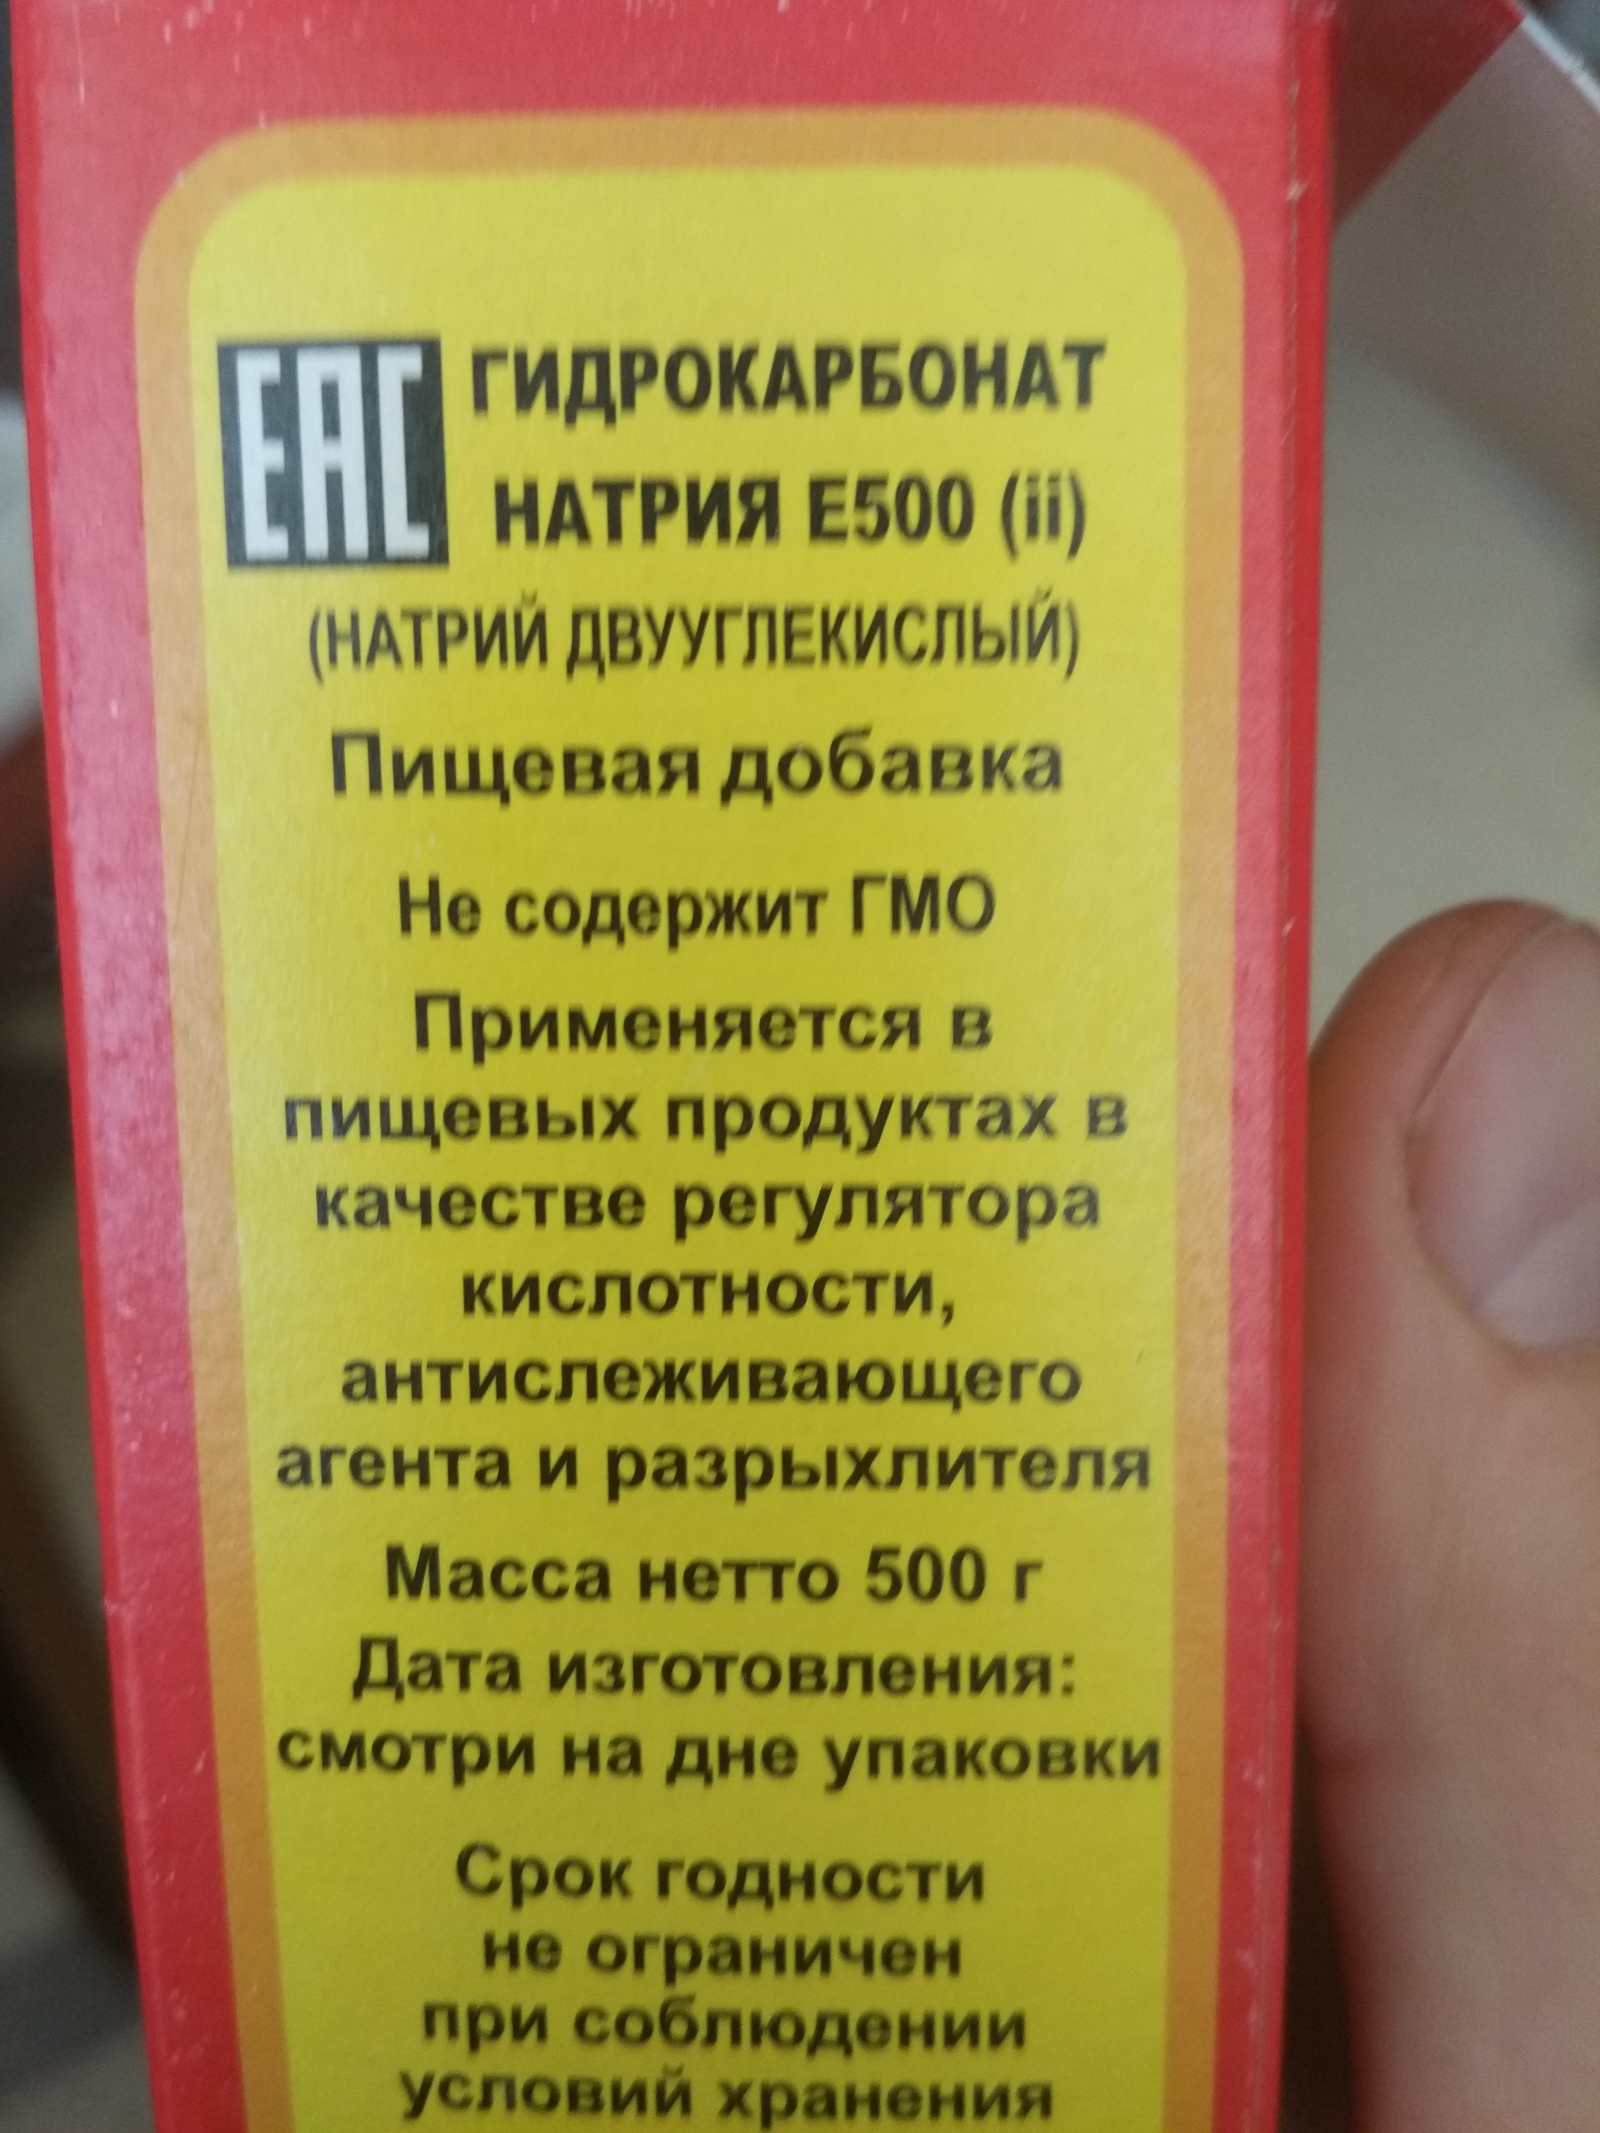 EAC ГИДРОКАРБОНАТ
НАТРИЯ Е500 (ii)
(НАТРИЙ ДВУУГЛЕКИСЛЫЙ)
Пищевая добавка
Не содержит ГМО
Применяется в
пищевых продуктах в
качестве регулятора
кислотности,
антислеживающего
агента и разрыхлителя
Масса нетто 500 г
Дата изготовления:
смотри на дне упаковки
Срок годности
не ограничен
при соблюдении
условий хранения